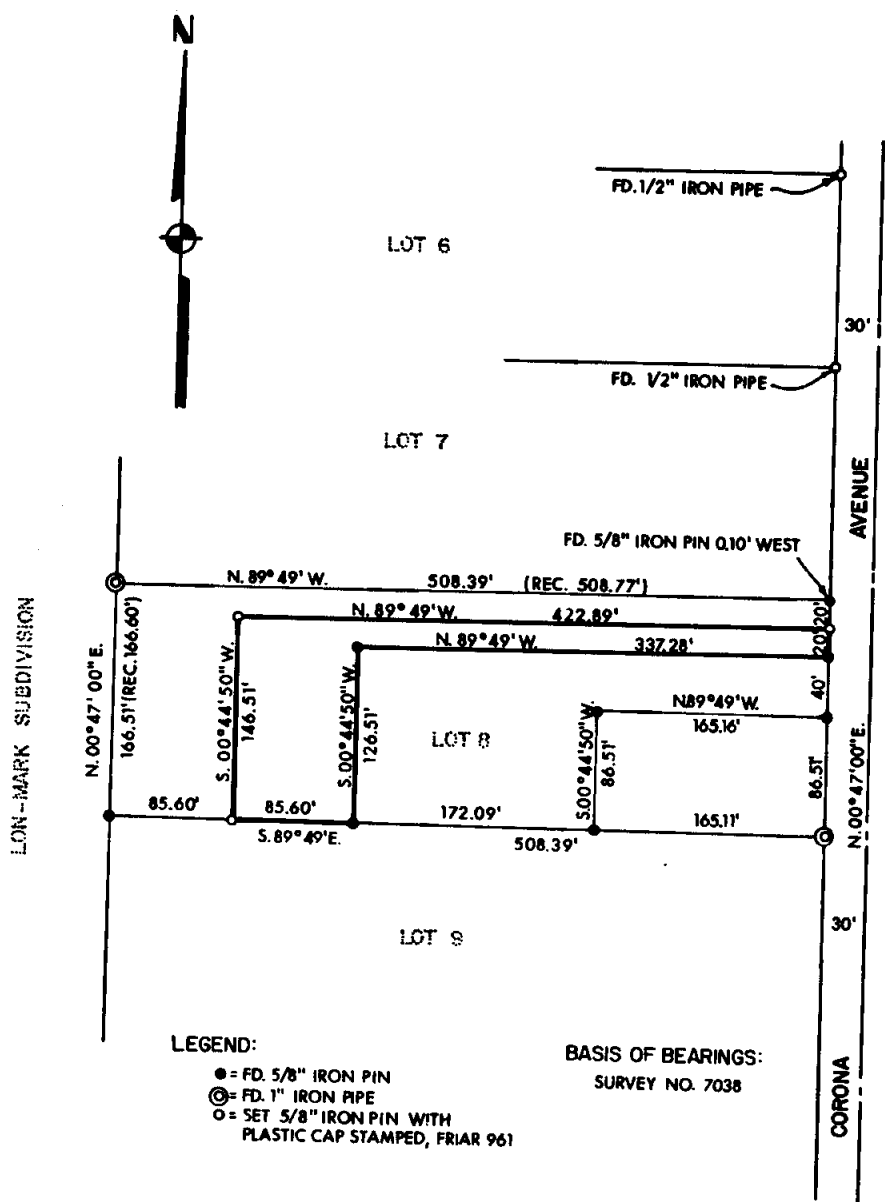 N
FD. 1/2" IRON PIPE
LOT 6
30'
FD. 1/2" IRON PIPE
LOT 7
AVENUE
FD. 5/8" IRON PIN 0.10' WEST
N. 89° 49' W. 508.39' (REC. 508.77')
N. 89° 49' W. 422.89'
20'
20'
N. 89° 49' W. 337.28'
LON-MARK SUBDIVISION
N. 00° 47' 00" E.
166.51' (REC. 166.60')
S. 00° 44' 50" W.
146.51'
S. 00° 44' 50" W.
126.51'
40'
N.89° 49' W.
165.16'
LOT 8
S. 00° 44' 50" W.
86.51'
86.51'
N. 00° 47' 00" E.
85.60'
85.60'
172.09'
165.11'
S. 89° 49' E.
508.39'
LOT 9
30'
LEGEND:
● = FD. 5/8" IRON PIN
◎ = FD. 1" IRON PIPE
○ = SET 5/8" IRON PIN WITH
PLASTIC CAP STAMPED, FRIAR 961
BASIS OF BEARINGS:
SURVEY NO. 7038
CORONA